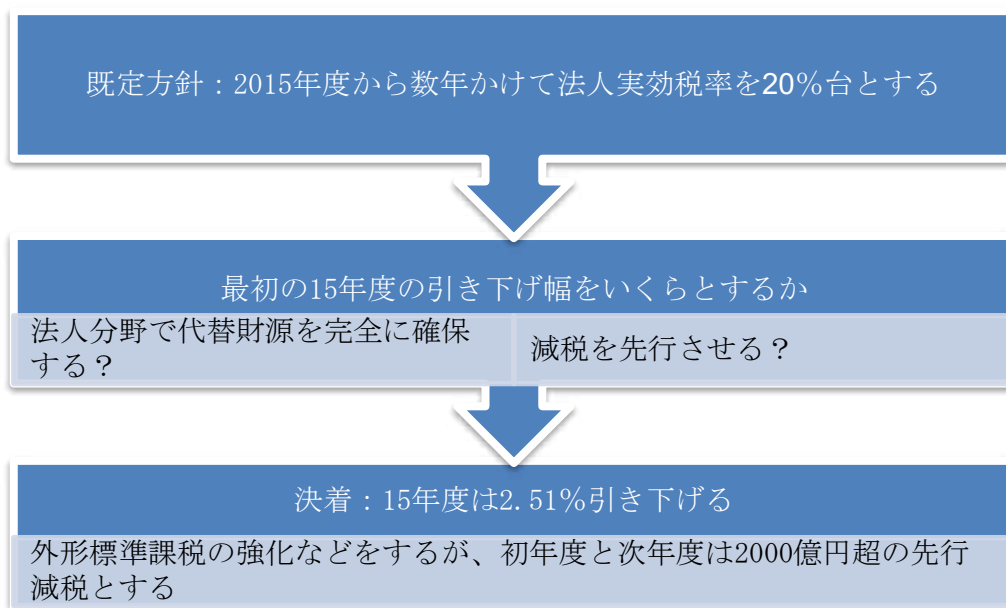 既定方針：2015年度から数年かけて法人実効税率を20％台とする
最初の15年度の引き下げ幅をいくらとするか
法人分野で代替財源を完全に確保
する？
減税を先行させる？
決着：15年度は2.51％引き下げる
外形標準課税の強化などをするが、初年度と次年度は2000億円超の先行
減税とする